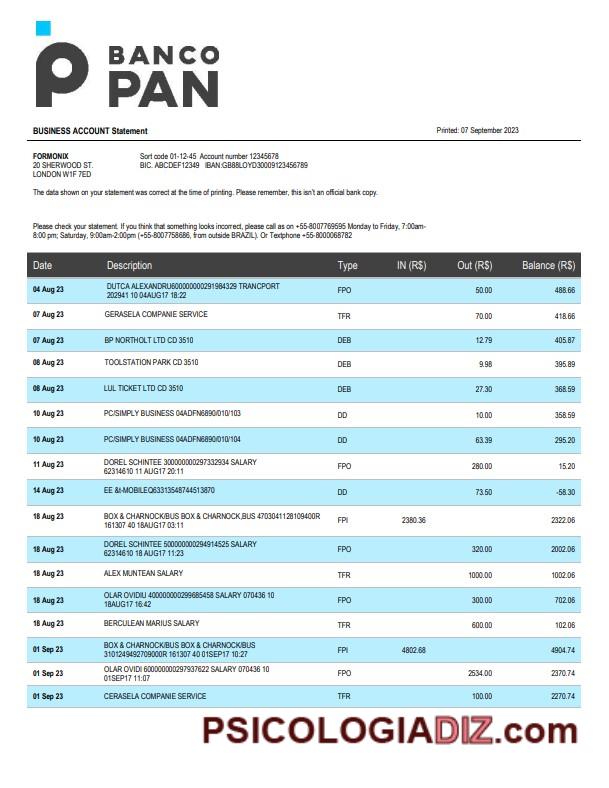 BANCO
PAN
BUSINESS ACCOUNT Statement Printed: 07 September 2023
FORMONIX Sort code 01-12-45 Account number 12345678
20 SHERWOOD ST. BIC. ABCDEF12349 IBAN:GB88LOYD30009123456789
LONDON W1F 7ED
The data shown on your statement was correct at the time of printing. Please remember, this isn't an official bank copy.
Please check your statement. If you think that something looks incorrect, please call as on +55-8007769595 Monday to Friday, 7:00am-
8:00 pm; Saturday, 9:00am-2:00pm (+55-8007758686, from outside BRAZIL). Or Textphone +55-8000068782
Date Description Type IN (R$) Out (R$) Balance (R$)
04 Aug 23 DUTCA ALEXANDRU600000000291984329 TRANCPORT FPO 50.00 488.66
202941 10 04AUG17 18:22
07 Aug 23 GERASELA COMPANIE SERVICE TFR 70.00 418.66
07 Aug 23 BP NORTHOLT LTD CD 3510 DEB 12.79 405.87
08 Aug 23 TOOLSTATION PARK CD 3510 DEB 9.98 395.89
08 Aug 23 LUL TICKET LTD CD 3510 DEB 27.30 368.59
10 Aug 23 PC/SIMPLY BUSINESS 04ADFN6890/010/103 DD 10.00 358.59
10 Aug 23 PC/SIMPLY BUSINESS 04ADFN6890/010/104 DD 63.39 295.20
11 Aug 23 DOREL SCHINTEE 300000000297332934 SALARY FPO 280.00 15.20
62314610 11 AUG17 20:11
14 Aug 23 EE &t-MOBILEQ63313548744513870 DD 73.50 -58.30
18 Aug 23 BOX & CHARNOCK/BUS BOX & CHARNOCK,BUS 4703041128109400R FPI 2380.36 2322.06
161307 40 18AUG17 03:11
18 Aug 23 DOREL SCHINTEE 500000000294914525 SALARY FPO 320.00 2002.06
62314610 18 AUG17 11:23
18 Aug 23 ALEX MUNTEAN SALARY TFR 1000.00 1002.06
18 Aug 23 OLAR OVIDIU 400000000299685458 SALARY 070436 10 FPO 300.00 702.06
18AUG17 16:42
18 Aug 23 BERCULEAN MARIUS SALARY TFR 600.00 102.06
01 Sep 23 BOX & CHARNOCK/BUS BOX & CHARNOCK/BUS FPI 4802.68 4904.74
3101249492709000R 161307 40 01SEP17 10:27
01 Sep 23 OLAR OVIDI 600000000297937622 SALARY 070436 10 FPO 2534.00 2370.74
01SEP17 11:07
01 Sep 23 CERASELA COMPANIE SERVICE TFR 100.00 2270.74
PSICOLOGIADIZ.com